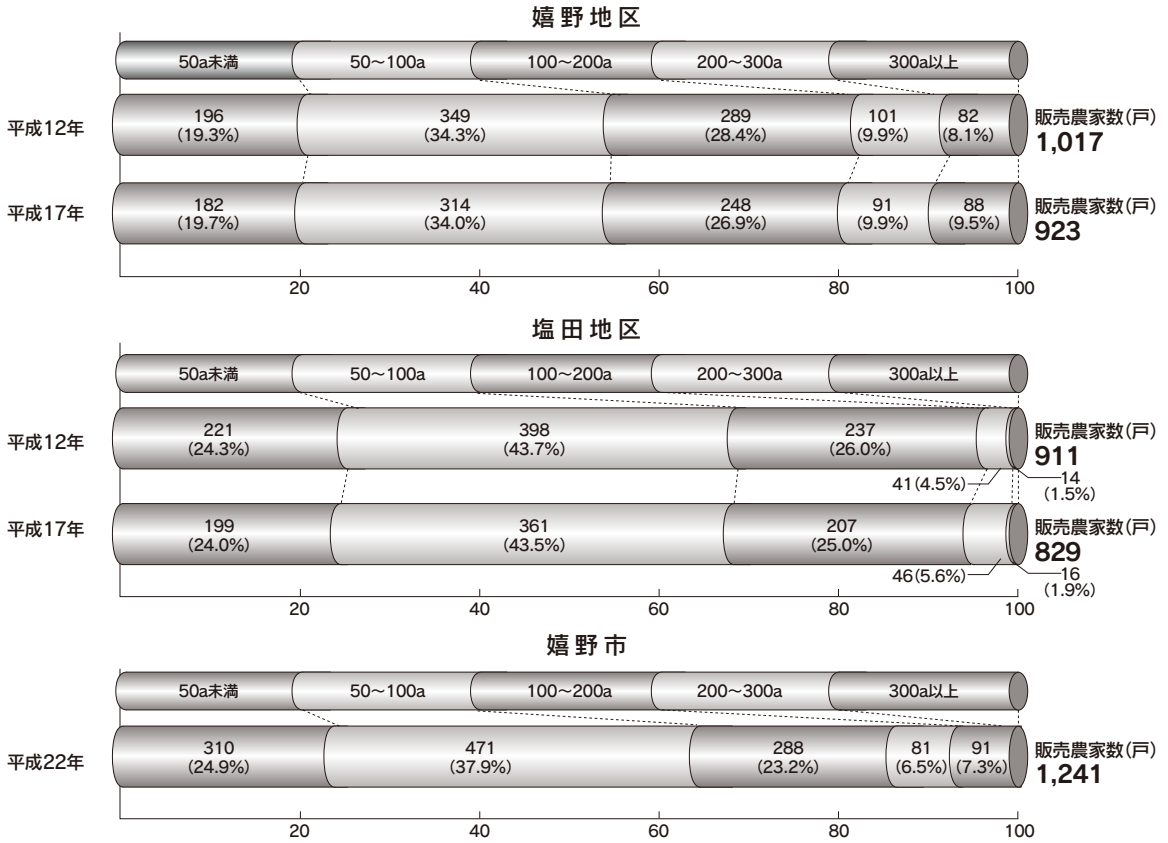 嬉野地区
50a未満 50〜100a 100〜200a 200〜300a 300a以上
平成12年 196 349 289 101 82 販売農家数(戸)
(19.3%) (34.3%) (28.4%) (9.9%) (8.1%) 1,017
平成17年 182 314 248 91 88 販売農家数(戸)
(19.7%) (34.0%) (26.9%) (9.9%) (9.5%) 923
20 40 60 80 100
塩田地区
50a未満 50〜100a 100〜200a 200〜300a 300a以上
平成12年 221 398 237 販売農家数(戸)
(24.3%) (43.7%) (26.0%) 911
41(4.5%) 14
(1.5%)
平成17年 199 361 207 販売農家数(戸)
(24.0%) (43.5%) (25.0%) 829
46(5.6%) 16
(1.9%)
20 40 60 80 100
嬉野市
50a未満 50〜100a 100〜200a 200〜300a 300a以上
平成22年 310 471 288 81 91 販売農家数(戸)
(24.9%) (37.9%) (23.2%) (6.5%) (7.3%) 1,241
20 40 60 80 100